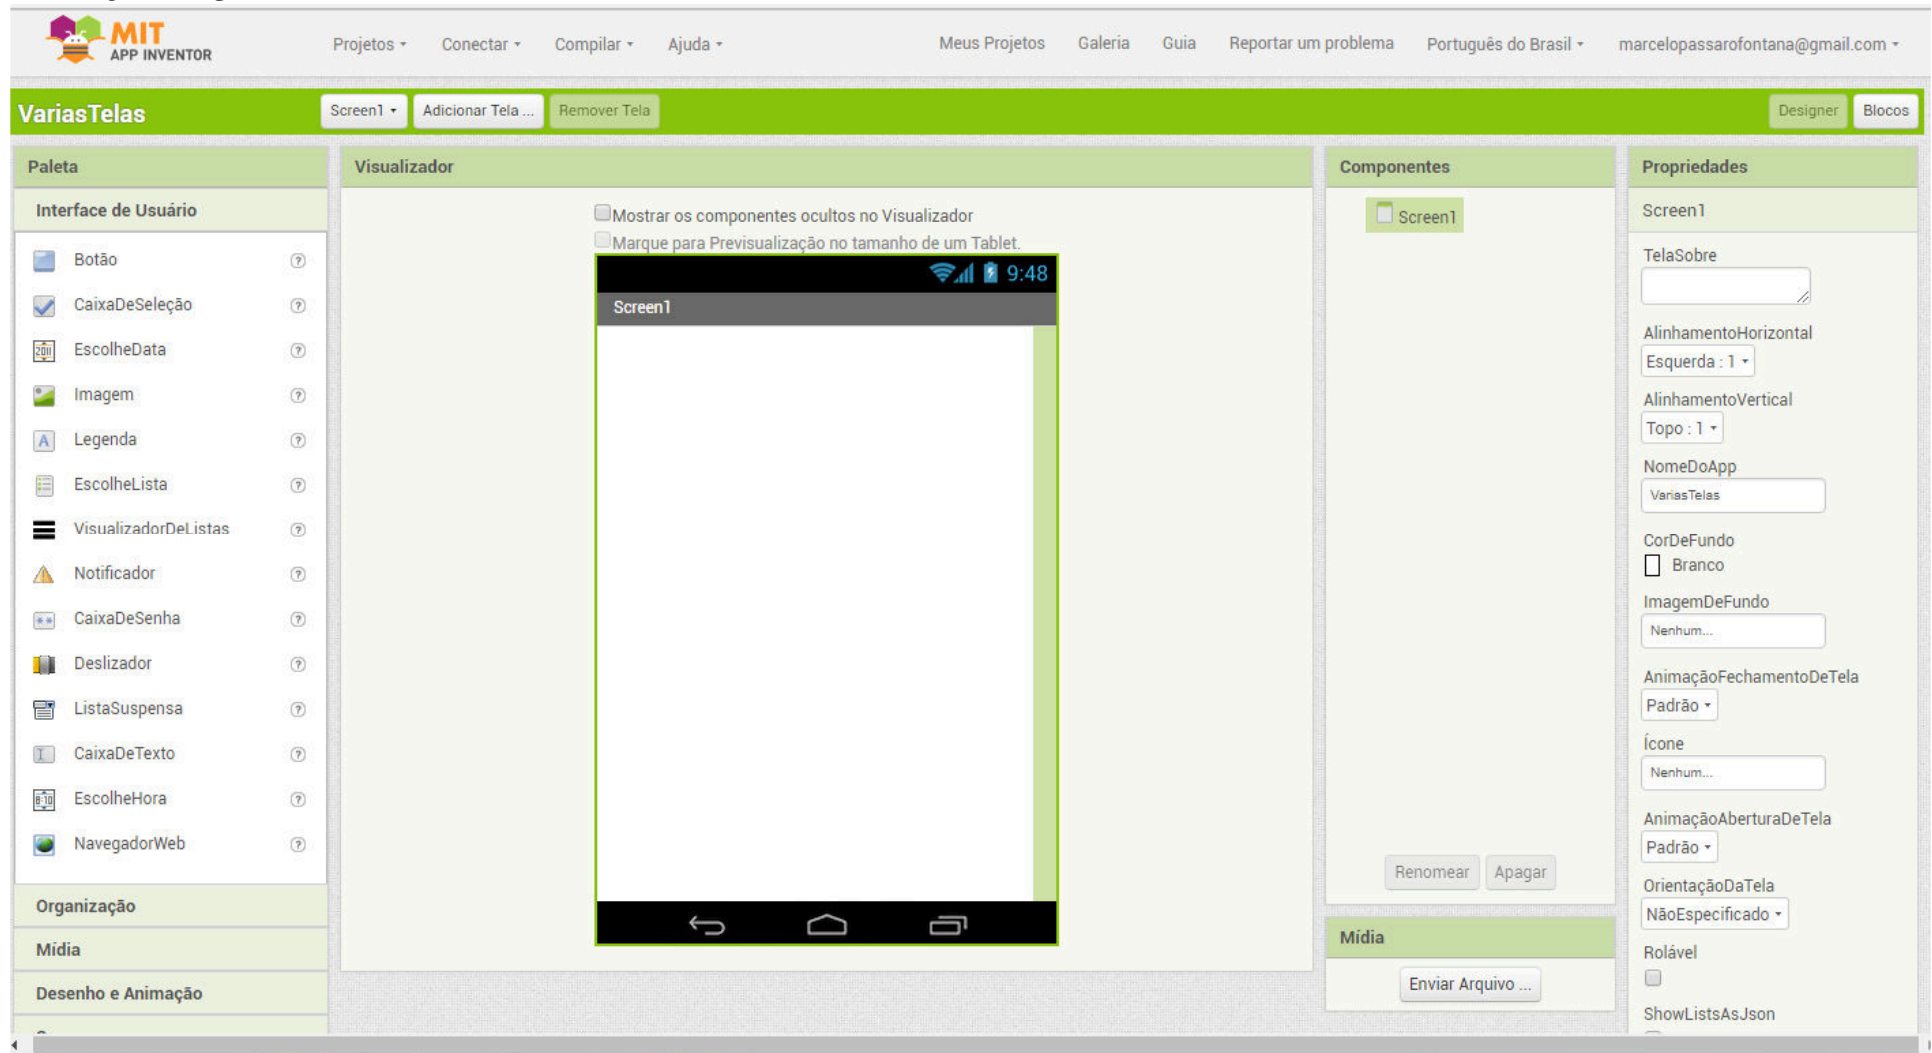 MIT
APP INVENTOR
Projetos
Conectar
Compilar
Ajuda
Meus Projetos
Galeria
Guia
Reportar um problema
Português do Brasil
marcelopassarofontana@gmail.com
VariasTelas
Screen1
Adicionar Tela ...
Remover Tela
Designer
Blocos
Paleta
Interface de Usuário
Botão
CaixaDeSeleção
EscolheData
Imagem
Legenda
EscolheLista
VisualizadorDeListas
Notificador
CaixaDeSenha
Deslizador
ListaSuspensa
CaixaDeTexto
EscolheHora
NavegadorWeb
Organização
Mídia
Desenho e Animação
Visualizador
Mostrar os componentes ocultos no Visualizador
Marque para Previsualização no tamanho de um Tablet.
9:48
Screen1
Componentes
Screen1
Renomear
Apagar
Mídia
Enviar Arquivo ...
Propriedades
Screen1
TelaSobre
AlinhamentoHorizontal
Esquerda : 1
AlinhamentoVertical
Topo : 1
NomeDoApp
VariasTelas
CorDeFundo
Branco
ImagemDeFundo
Nenhum...
AnimaçãoFechamentoDeTela
Padrão
Ícone
Nenhum...
AnimaçãoAberturaDeTela
Padrão
OrientaçãoDaTela
NãoEspecificado
Rolável
ShowListsAsJson